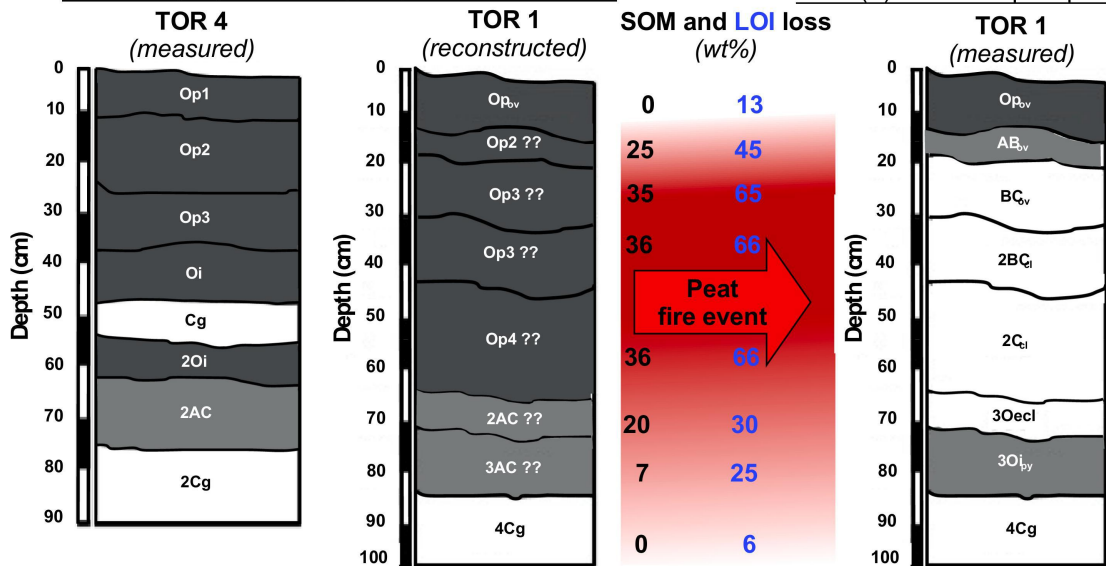 TOR 4
(measured)
Depth (cm)
0
10
20
30
40
50
60
70
80
90
Op1
Op2
Op3
Oi
Cg
2Oi
2AC
2Cg
TOR 1
(reconstructed)
Depth (cm)
0
10
20
30
40
50
60
70
80
90
100
Opov
Op2 ??
Op3 ??
Op3 ??
Op4 ??
2AC ??
3AC ??
4Cg
SOM and LOI loss
(wt%)
0 13
25 45
35 65
36 66
Peat
fire event
36 66
20 30
7 25
0 6
TOR 1
(measured)
Depth (cm)
0
10
20
30
40
50
60
70
80
90
100
Opov
ABov
BCov
2BCcl
2Ccl
3Oecl
3Oipy
4Cg